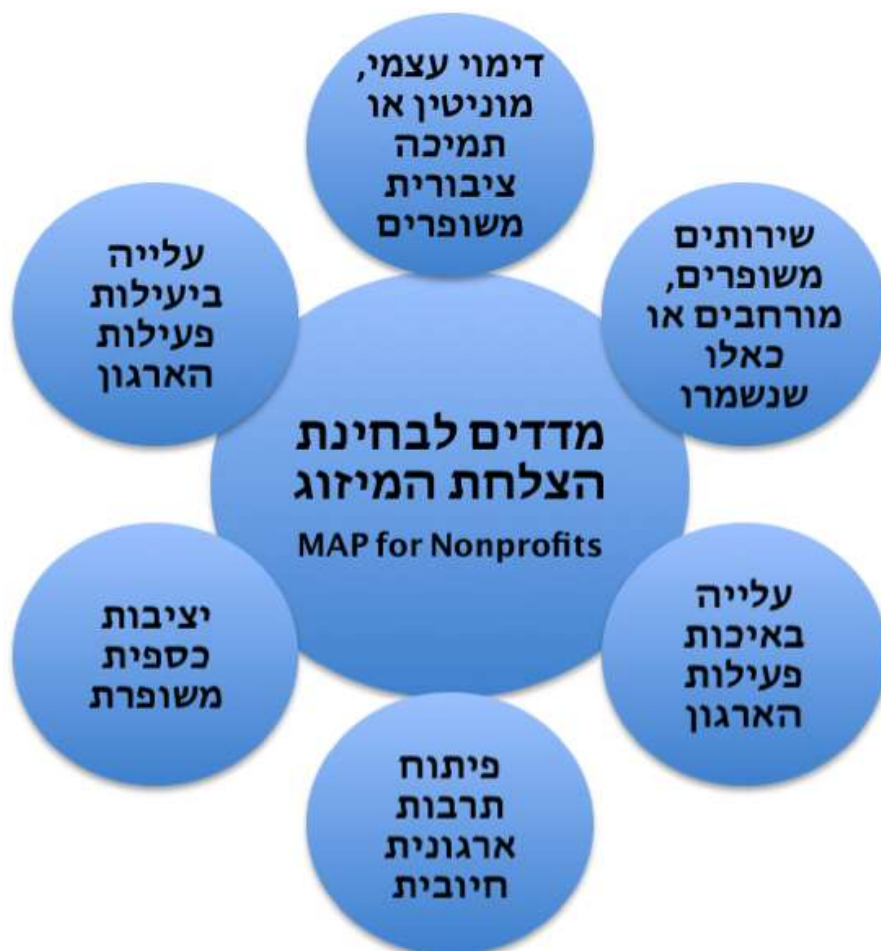 דימוי עצמי,
מוניטין או
תמיכה
ציבורית
משופרים
שירותים
משופרים,
מורחבים או
כאלו
שנשמרו
עלייה
באיכות
פעילות
הארגון
פיתוח
תרבות
ארגונית
חיובית
יציבות
כספית
משופרת
עלייה
ביעילות
פעילות
הארגון
מדדים לבחינת
הצלחת המיזוג
MAP for Nonprofits